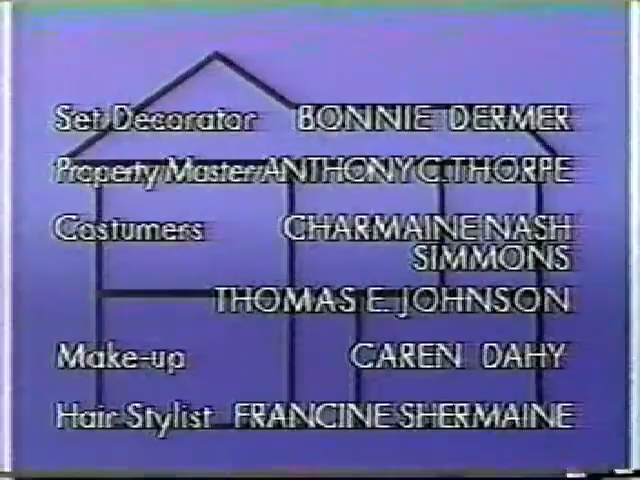 Set Decorator BONNIE DERMER
Property Master ANTHONY C. THORPE
Costumers CHARMAINE NASH
SIMMONS
THOMAS E. JOHNSON
Make-up CAREN DAHY
Hair Stylist FRANCINE SHERMAINE